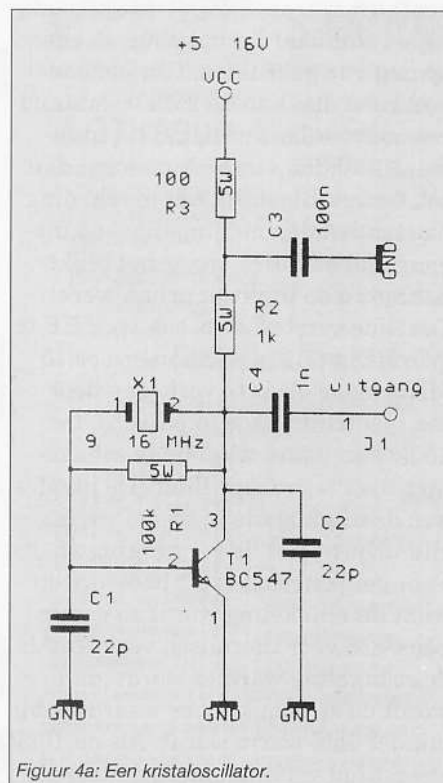 +5 16V
VCC
100
R3
5W
C3
100n
GND
5W
R2
1k
C4
1n
uitgang
1
J1
X1
1
2
9 16 MHz
5W
100k
R1
3
2
T1
BC547
1
C2
22p
C1
22p
GND
GND
GND
Figuur 4a: Een kristaloscillator.